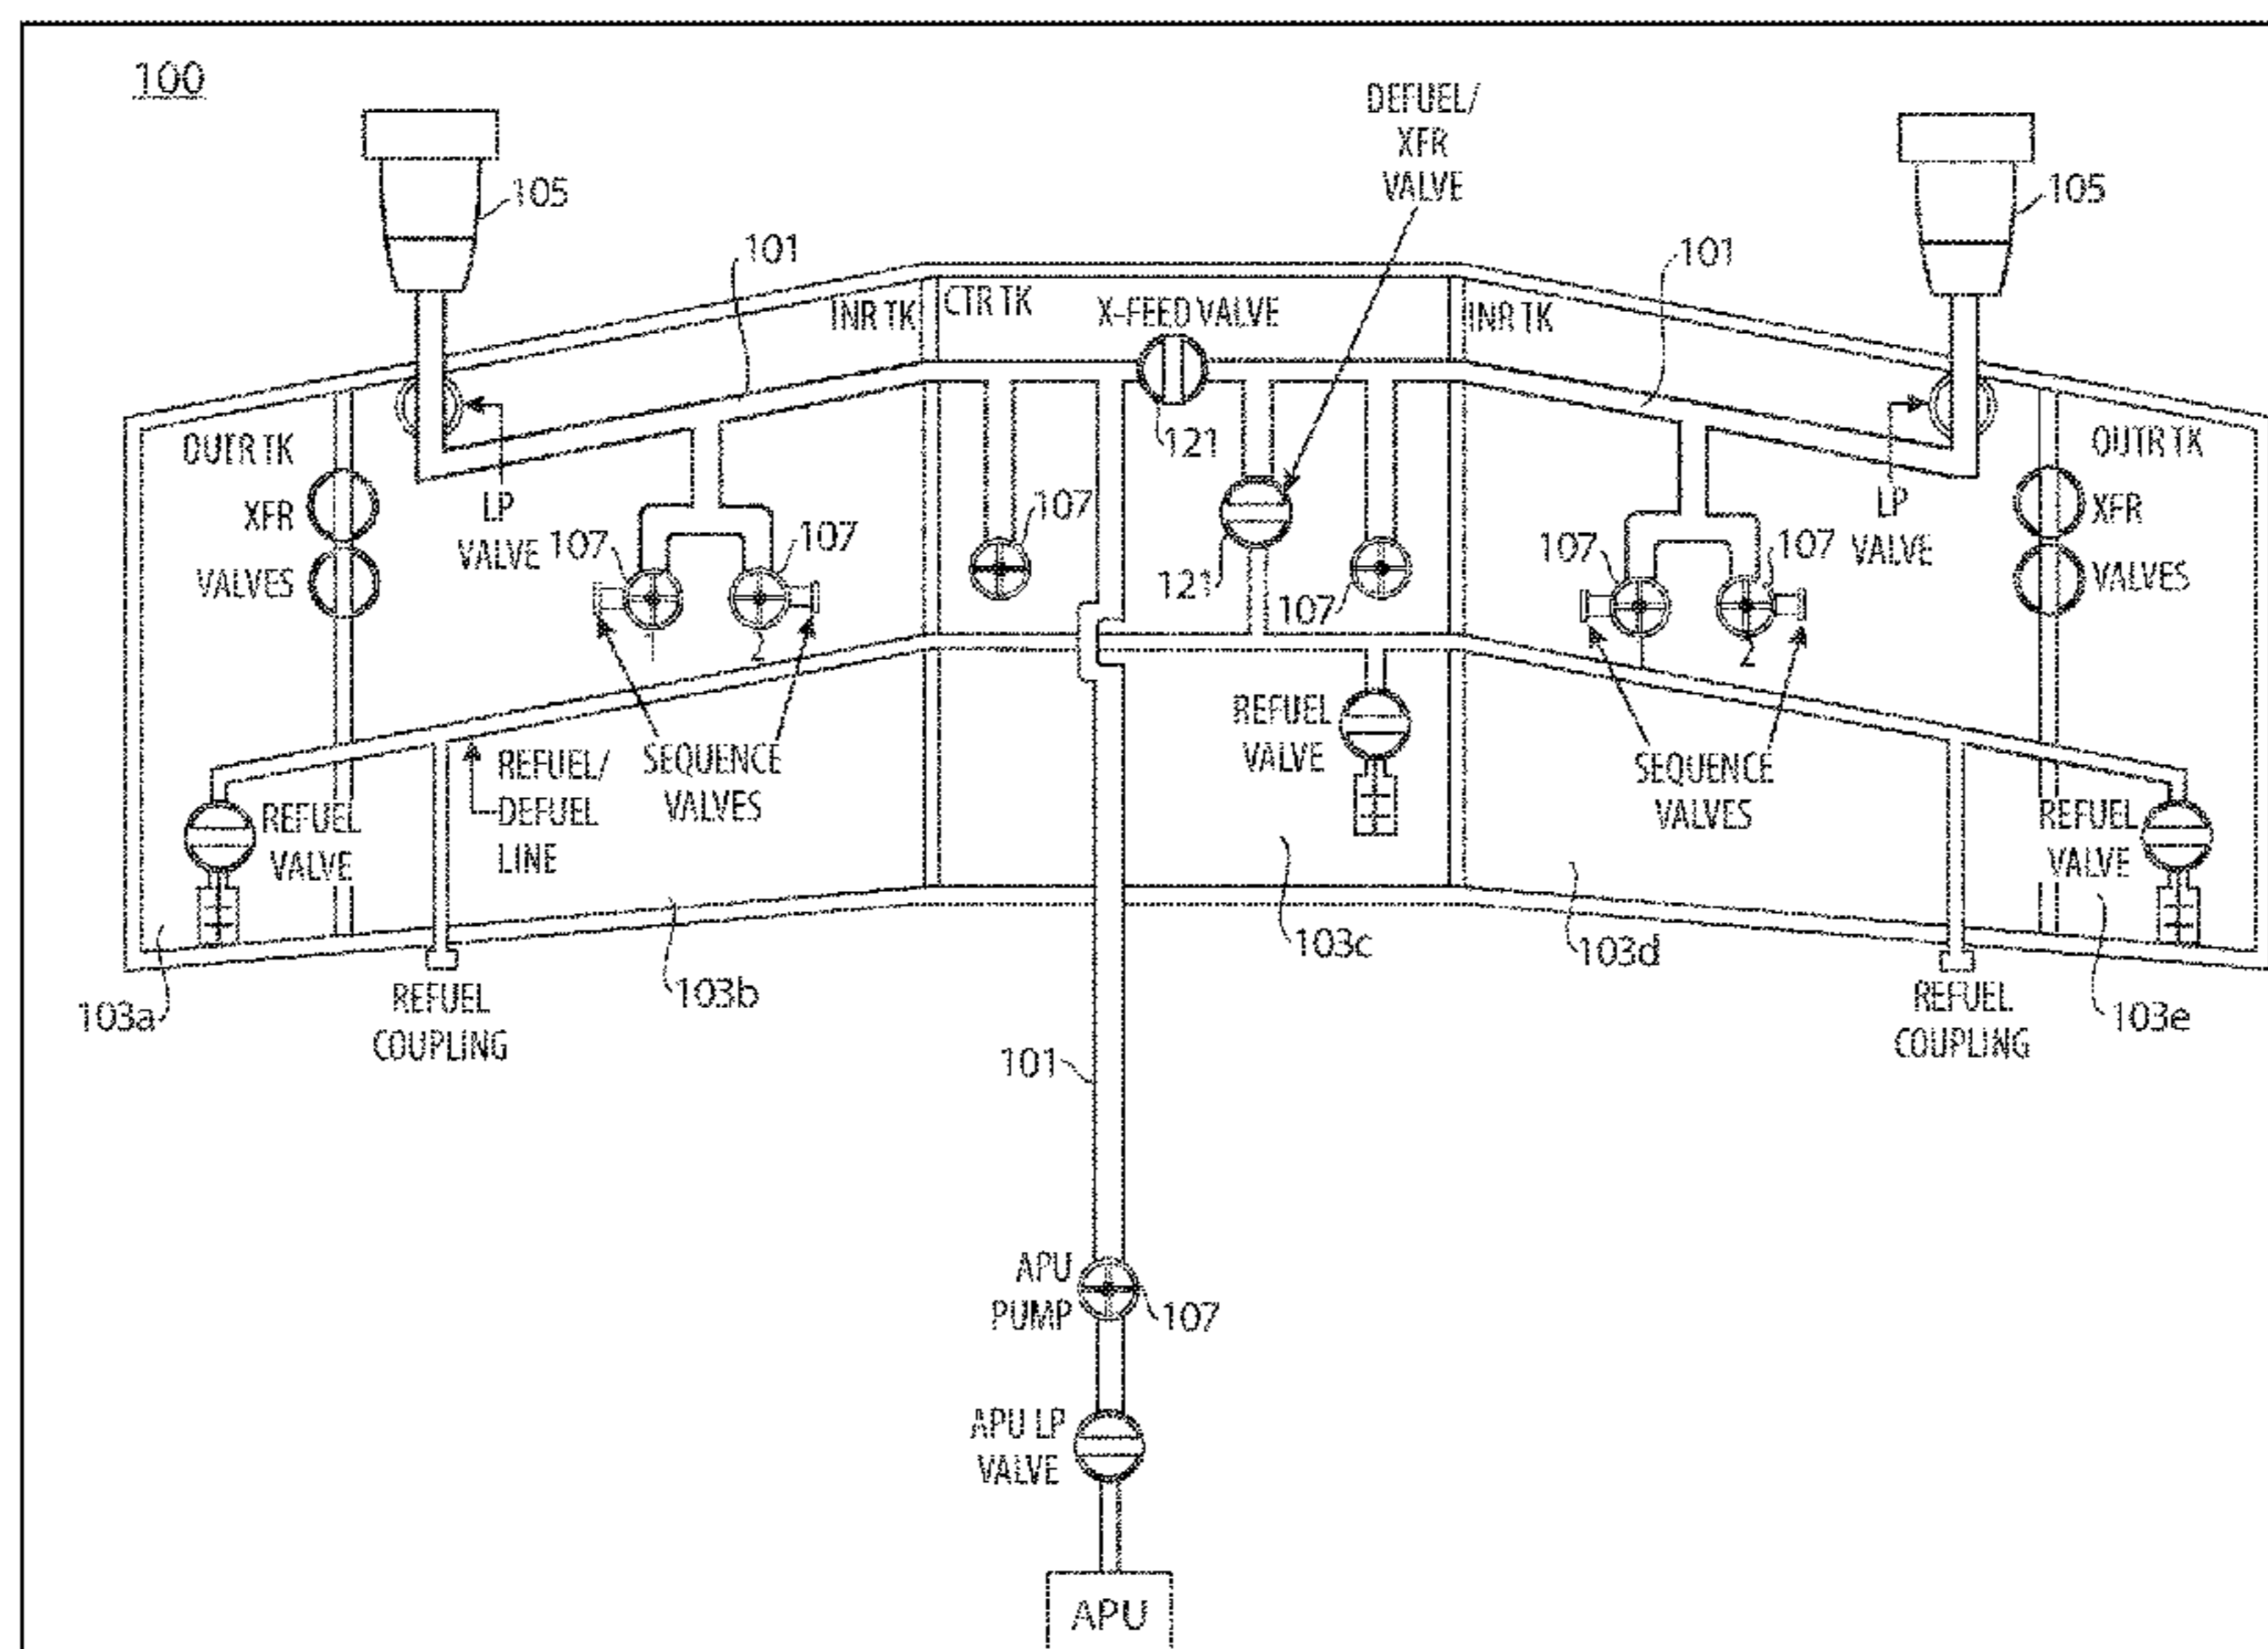 100
DEFUEL/
XFR
VALVE
105
105
101
101
INR TK
CTR TK
X-FEED VALVE
INR TK
OUTR TK
121
OUTR TK
XFR
VALVES
LP
VALVE
107
107
107
121
107
107
107
LP
VALVE
XFR
VALVES
1
2
2
REFUEL
VALVE
REFUEL/
DEFUEL
LINE
SEQUENCE
VALVES
REFUEL
VALVE
SEQUENCE
VALVES
REFUEL
VALVE
103a
REFUEL
COUPLING
103b
103c
103d
REFUEL
COUPLING
103e
101
APU
PUMP
107
APU LP
VALVE
APU